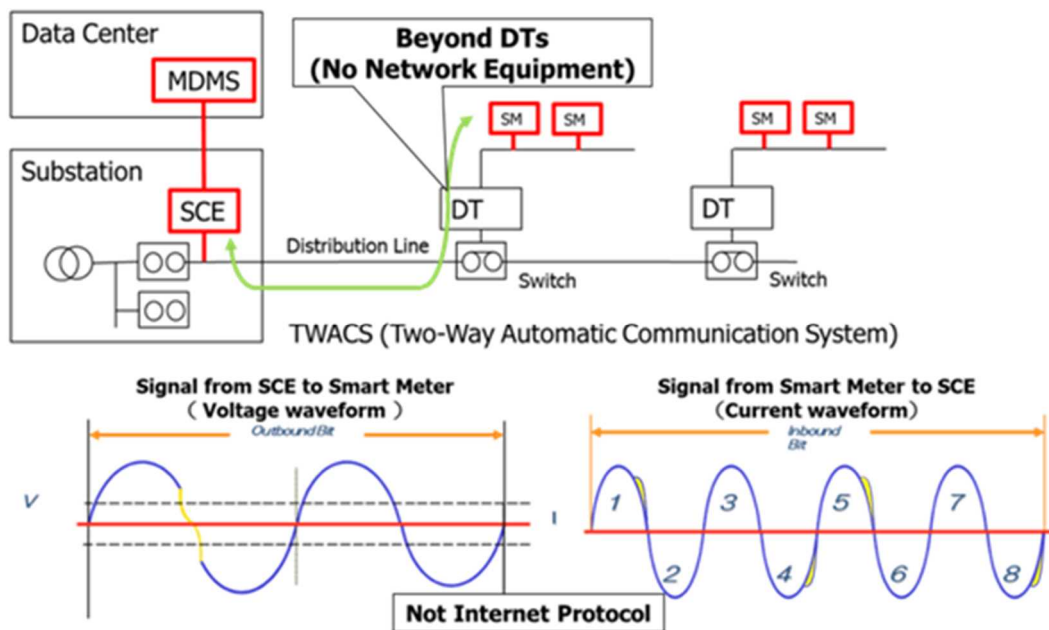 Data Center
MDMS
Beyond DTs
(No Network Equipment)
SM
SM
SM
SM
Substation
SCE
DT
DT
Distribution Line
Switch
Switch
TWACS (Two-Way Automatic Communication System)
Signal from SCE to Smart Meter
（ Voltage waveform ）
Outbound Bit
V
Signal from Smart Meter to SCE
（Current waveform）
Inbound
Bit
I
1
2
3
4
5
6
7
8
Not Internet Protocol